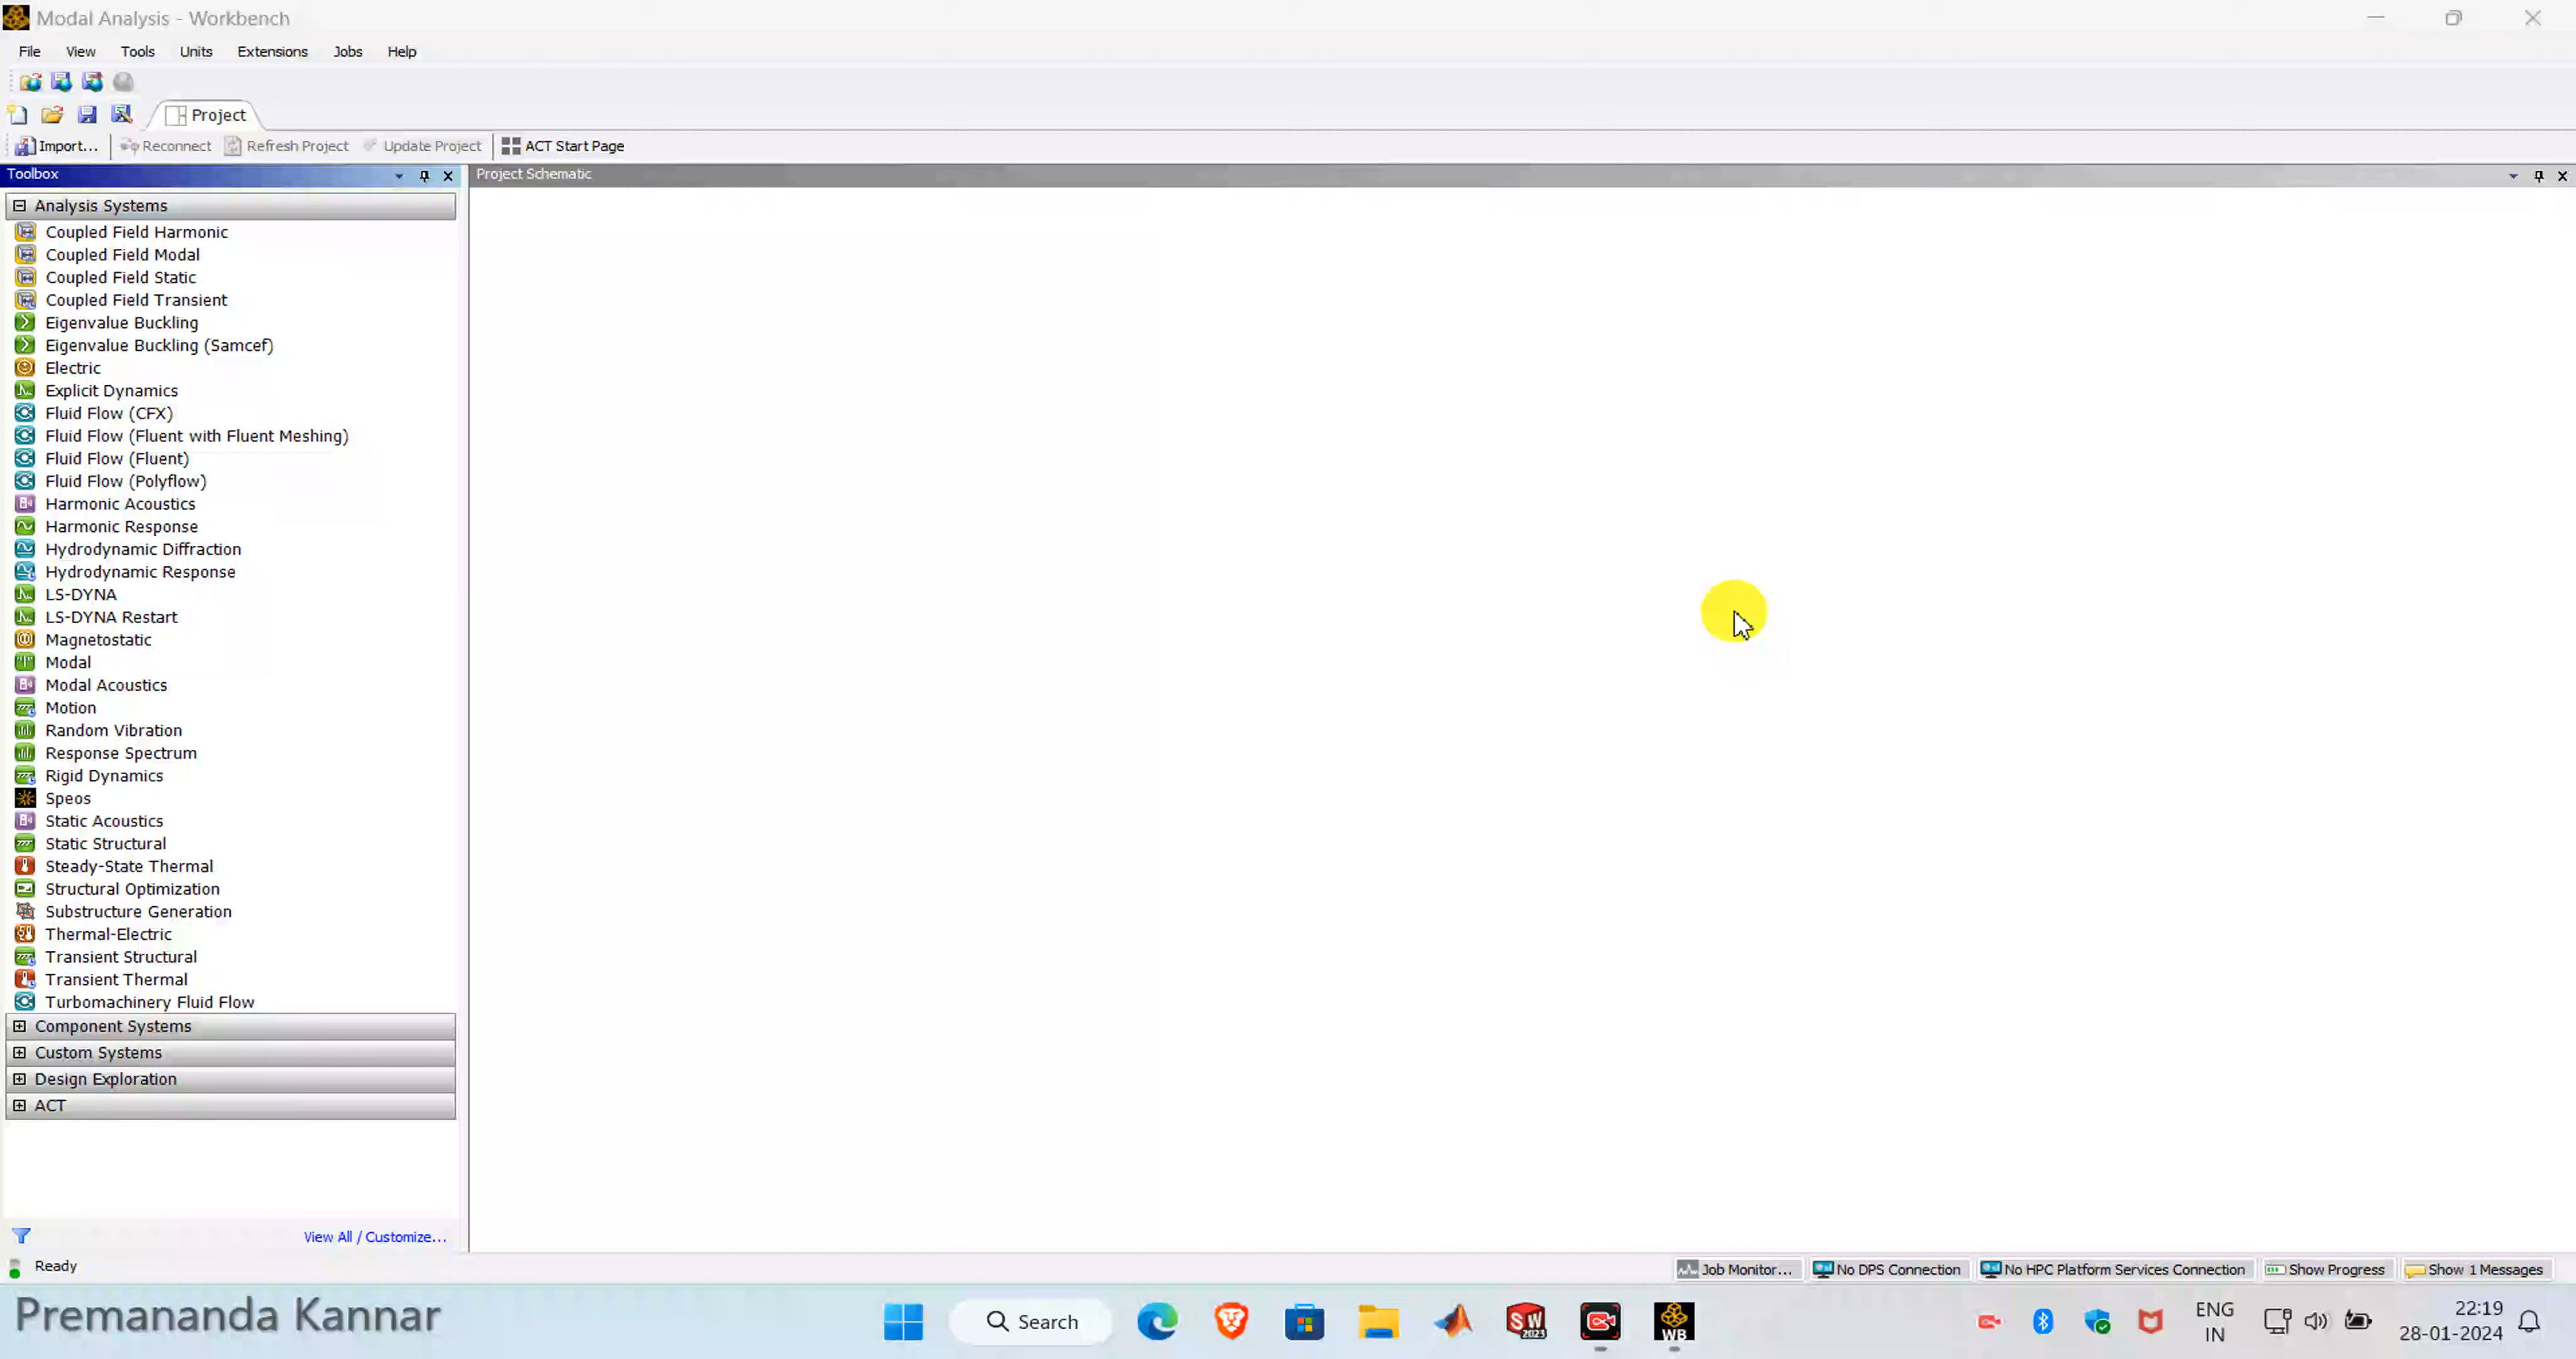 Modal Analysis - Workbench
File View Tools Units Extensions Jobs Help
Project
Import... Reconnect Refresh Project Update Project ACT Start Page
Toolbox
Project Schematic
Analysis Systems
Coupled Field Harmonic
Coupled Field Modal
Coupled Field Static
Coupled Field Transient
Eigenvalue Buckling
Eigenvalue Buckling (Samcef)
Electric
Explicit Dynamics
Fluid Flow (CFX)
Fluid Flow (Fluent with Fluent Meshing)
Fluid Flow (Fluent)
Fluid Flow (Polyflow)
Harmonic Acoustics
Harmonic Response
Hydrodynamic Diffraction
Hydrodynamic Response
LS-DYNA
LS-DYNA Restart
Magnetostatic
Modal
Modal Acoustics
Motion
Random Vibration
Response Spectrum
Rigid Dynamics
Speos
Static Acoustics
Static Structural
Steady-State Thermal
Structural Optimization
Substructure Generation
Thermal-Electric
Transient Structural
Transient Thermal
Turbomachinery Fluid Flow
Component Systems
Custom Systems
Design Exploration
ACT
View All / Customize...
Ready
Job Monitor... No DPS Connection No HPC Platform Services Connection Show Progress Show 1 Messages
Premananda Kannar
Search
SW 2023
WB
ENG
IN
22:19
28-01-2024